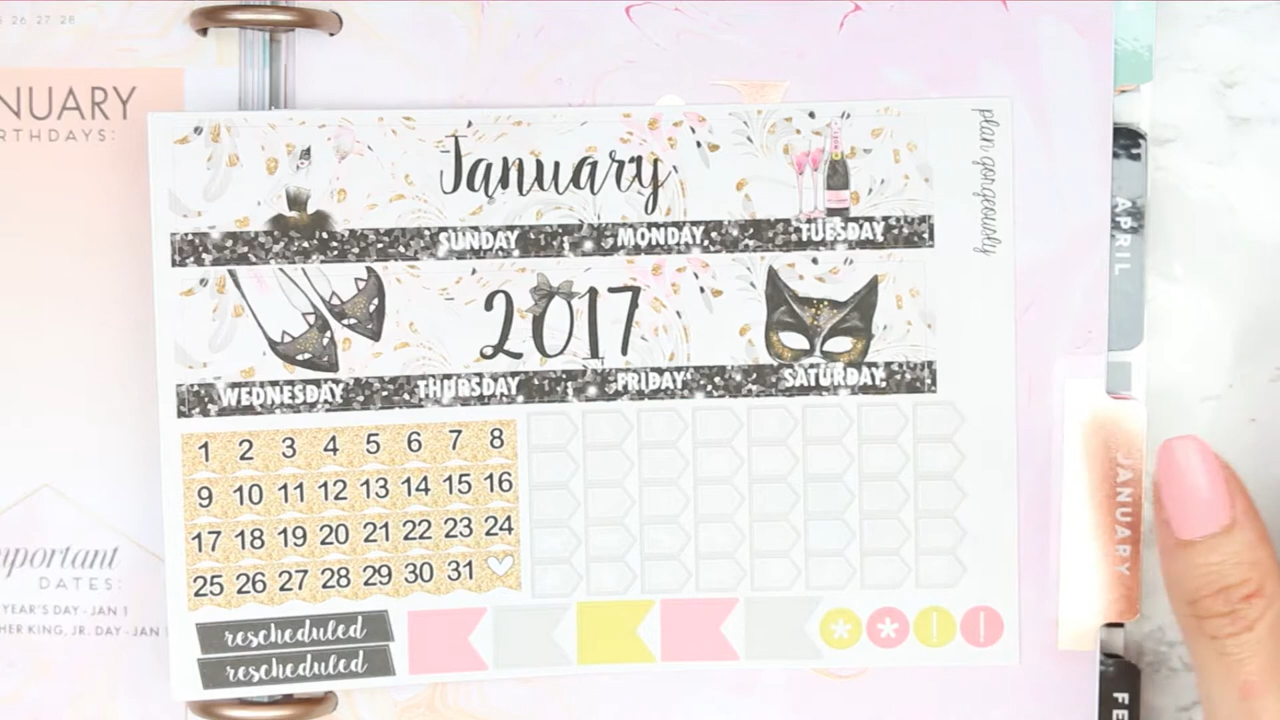 26 27 28
NUARY
RTHDAYS:
January
SUNDAY MONDAY TUESDAY
plan gorgeously
2017
WEDNESDAY THURSDAY FRIDAY SATURDAY
1 2 3 4 5 6 7 8
9 10 11 12 13 14 15 16
17 18 19 20 21 22 23 24
25 26 27 28 29 30 31
rescheduled
rescheduled
* * ! !
mportant
DATES:
YEAR'S DAY - JAN 1
HER KING, JR. DAY - JAN
APRIL
JANUARY
FE